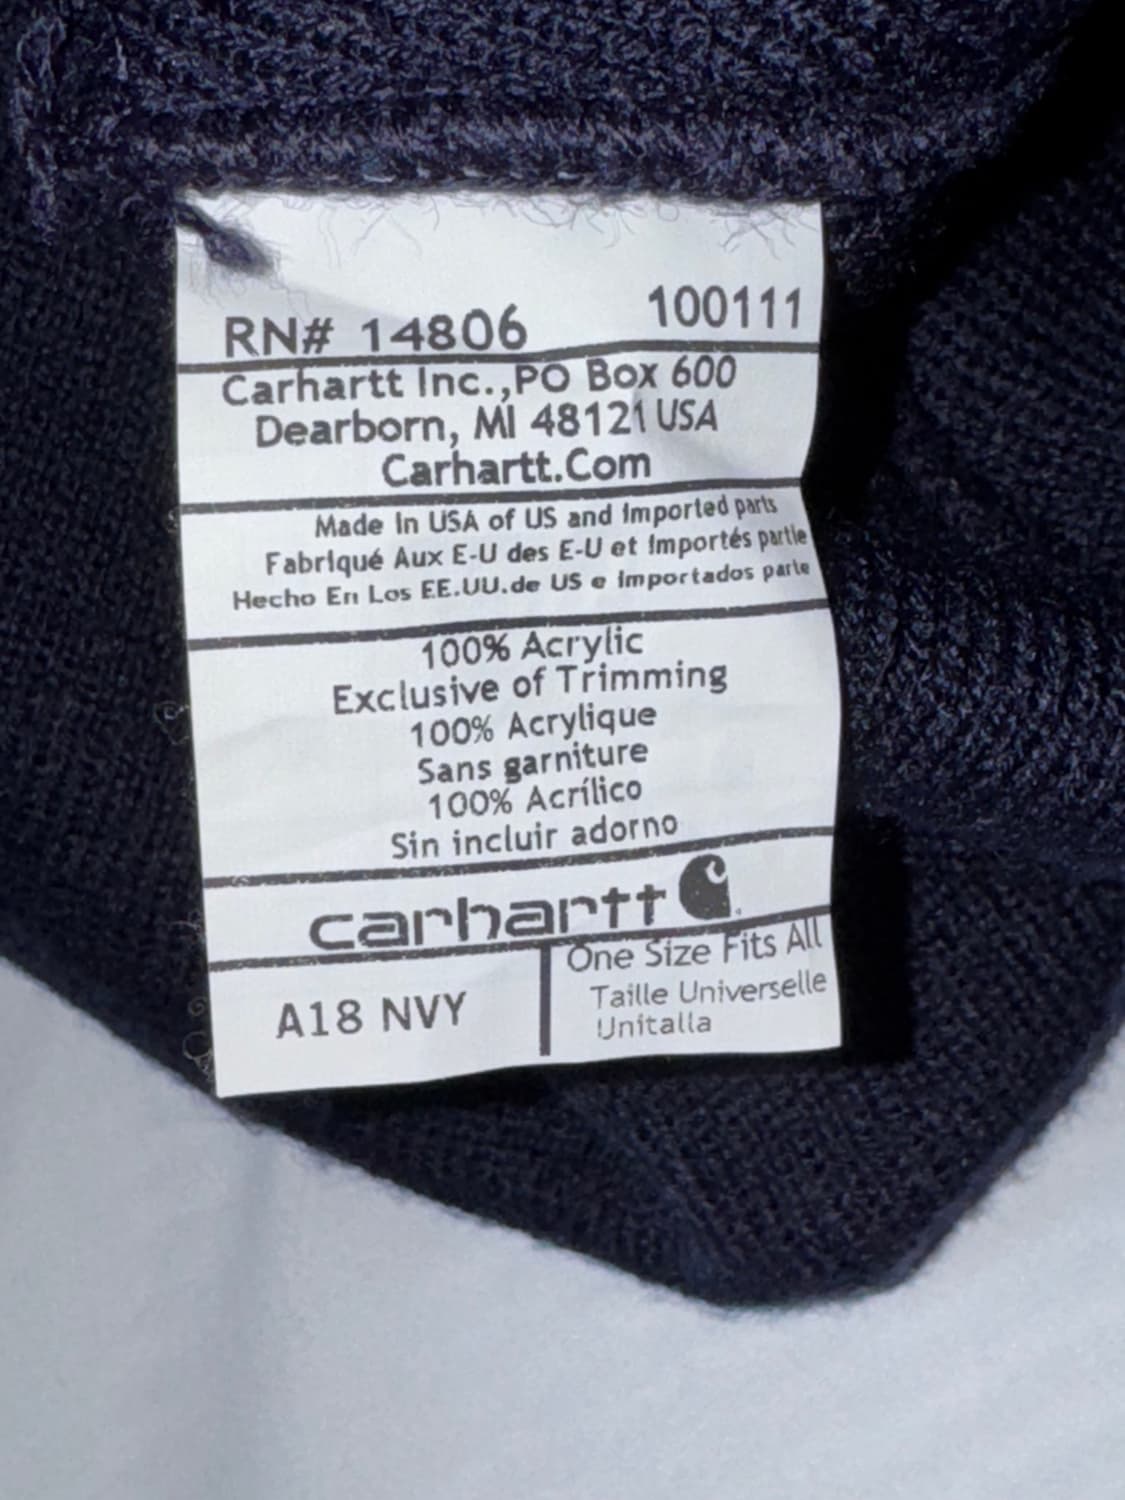 RN# 14806 100111
Carhartt Inc.,PO Box 600
Dearborn, MI 48121 USA
Carhartt.Com
Made In USA of US and Imported parts
Fabriqué Aux E-U des E-U et Importés partie
Hecho En Los EE.UU.de US e Importados parte
100% Acrylic
Exclusive of Trimming
100% Acrylique
Sans garniture
100% Acrílico
Sin incluir adorno
carhartt
A18 NVY
One Size Fits All
Taille Universelle
Unitalla